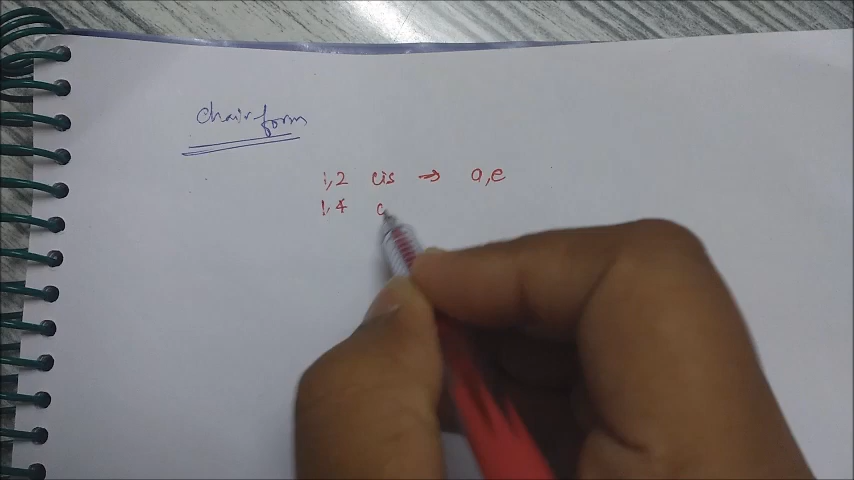 chair form
1,2 cis → a,e
1,4 c